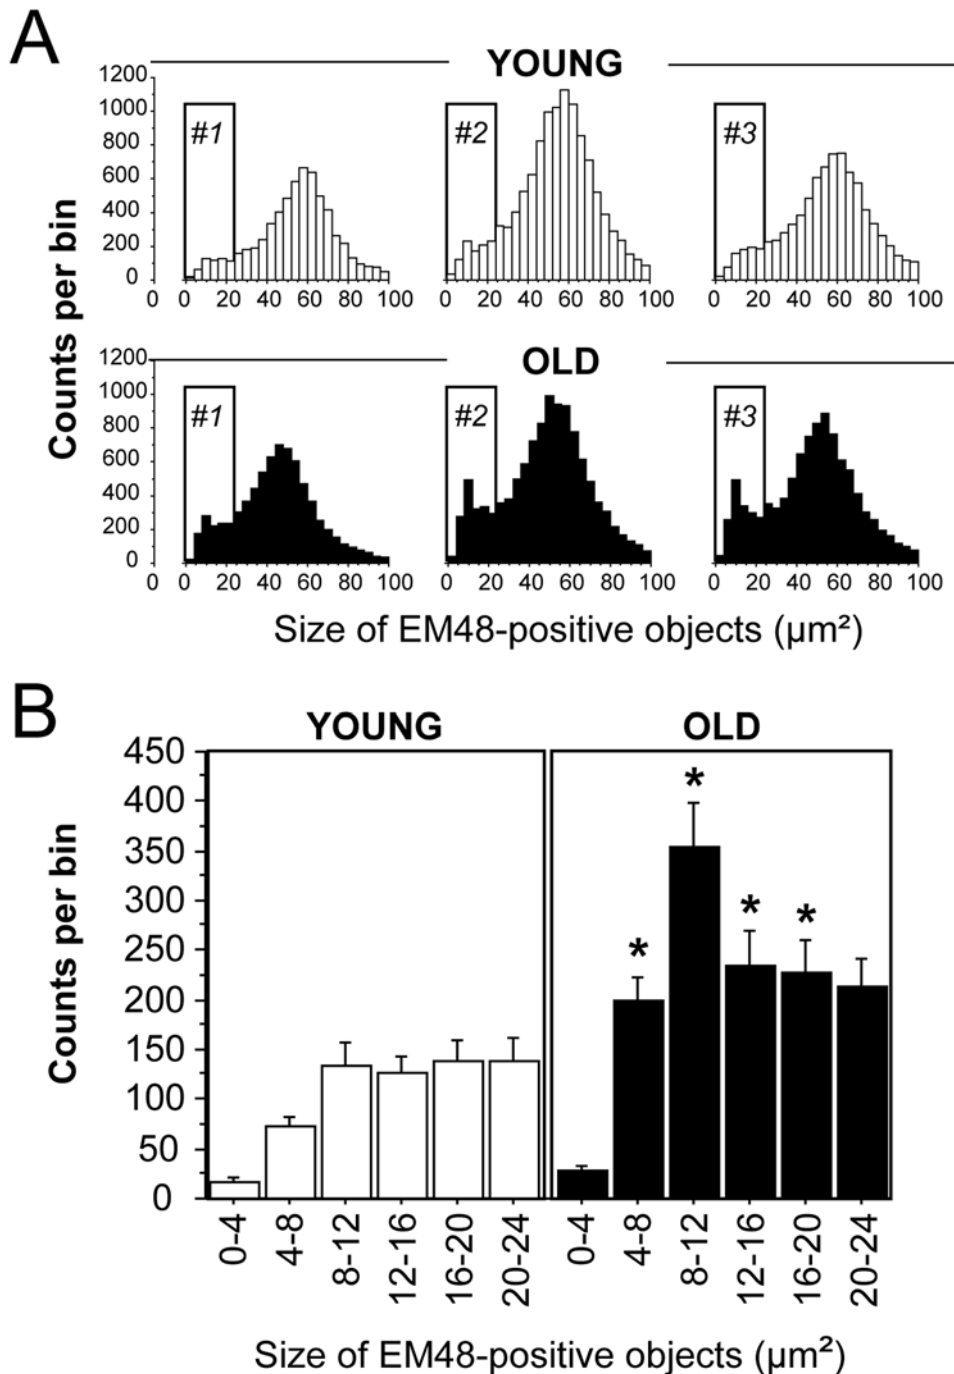 A
YOUNG
1200
1000
800
600
400
200
0
#1
#2
#3
0 0 20 40 60 80 100 0 20 40 60 80 100 0 20 40 60 80 100
Counts per bin
OLD
1200
1000
800
600
400
200
0
#1
#2
#3
0 0 20 40 60 80 100 0 20 40 60 80 100 0 20 40 60 80 100
Size of EM48-positive objects (µm²)
B
YOUNG OLD
450
400
350
300
250
200
150
100
50
0
Counts per bin
* * * *
0-4 4-8 8-12 12-16 16-20 20-24 0-4 4-8 8-12 12-16 16-20 20-24
Size of EM48-positive objects (µm²)